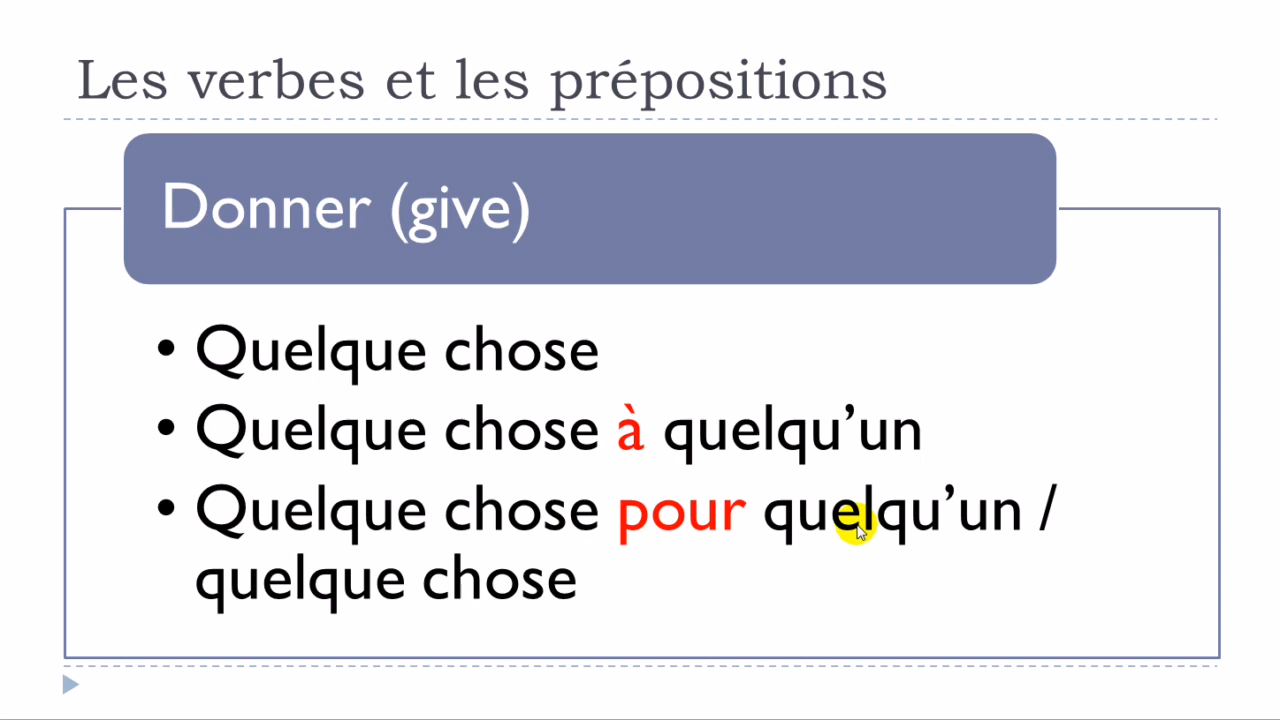 Les verbes et les prépositions
Donner (give)
• Quelque chose
• Quelque chose à quelqu’un
• Quelque chose pour quelqu’un /
quelque chose